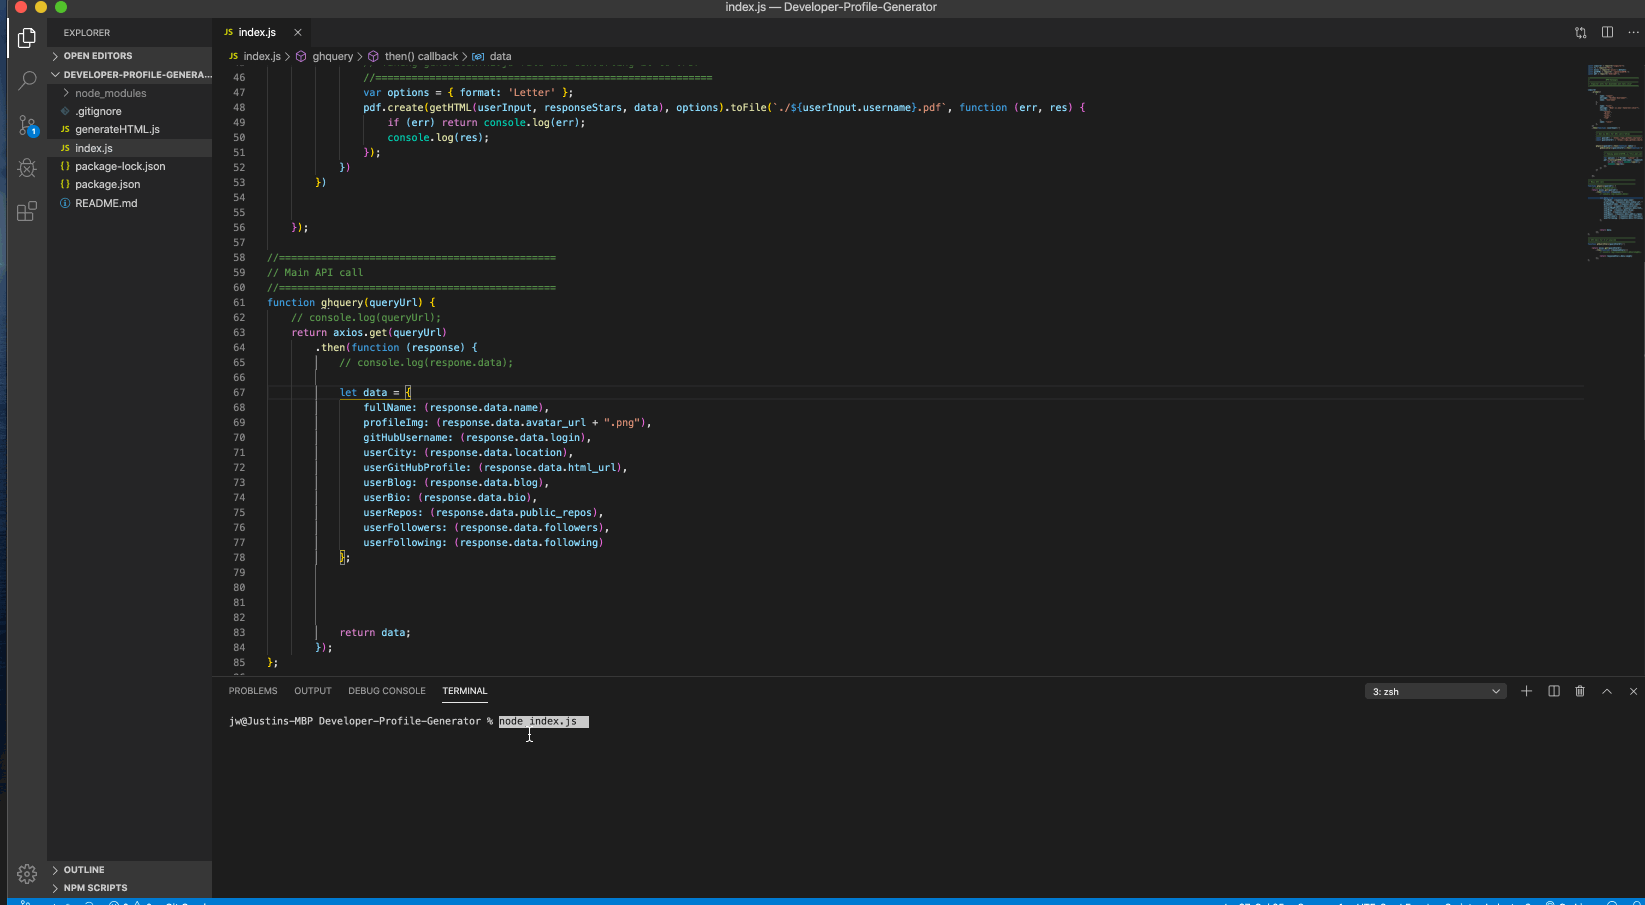 index.js — Developer-Profile-Generator
EXPLORER
OPEN EDITORS
DEVELOPER-PROFILE-GENERA...
node_modules
.gitignore
JS generateHTML.js
JS index.js
{} package-lock.json
{} package.json
README.md
OUTLINE
NPM SCRIPTS
1
JS index.js ×
JS index.js > ghquery > then() callback > data
46 //========================================================
47 var options = { format: 'Letter' };
48 pdf.create(getHTML(userInput, responseStars, data), options).toFile(`./${userInput.username}.pdf`, function (err, res) {
49 if (err) return console.log(err);
50 console.log(res);
51 });
52 })
53 })
54
55
56 });
57
58 //==============================================
59 // Main API call
60 //==============================================
61 function ghquery(queryUrl) {
62 // console.log(queryUrl);
63 return axios.get(queryUrl)
64 .then(function (response) {
65 // console.log(respone.data);
66
67 let data = {
68 fullName: (response.data.name),
69 profileImg: (response.data.avatar_url + ".png"),
70 gitHubUsername: (response.data.login),
71 userCity: (response.data.location),
72 userGitHubProfile: (response.data.html_url),
73 userBlog: (response.data.blog),
74 userBio: (response.data.bio),
75 userRepos: (response.data.public_repos),
76 userFollowers: (response.data.followers),
77 userFollowing: (response.data.following)
78 };
79
80
81
82
83 return data;
84 });
85 };
PROBLEMS OUTPUT DEBUG CONSOLE TERMINAL
3: zsh
jw@Justins-MBP Developer-Profile-Generator % node index.js